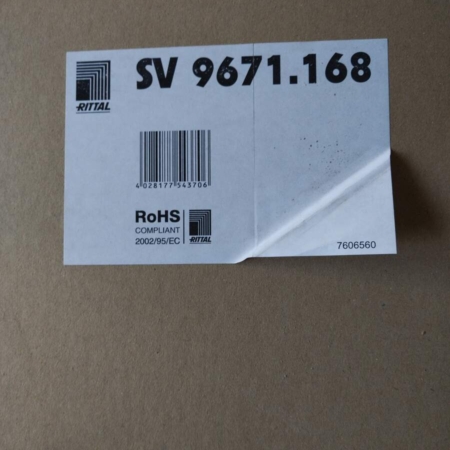 SV 9671.168
RITTAL
4 028177 543706
RoHS
COMPLIANT
2002/95/EC
RITTAL
7606560